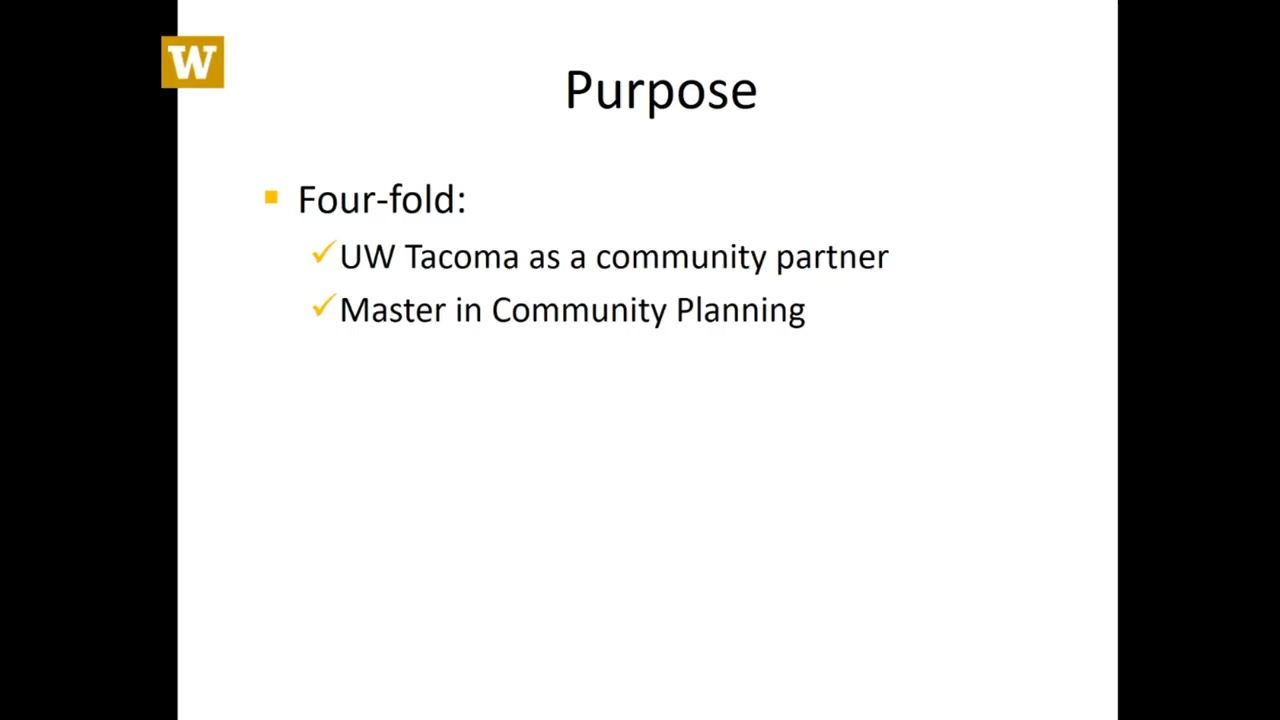 W
Purpose
Four-fold:
UW Tacoma as a community partner
Master in Community Planning